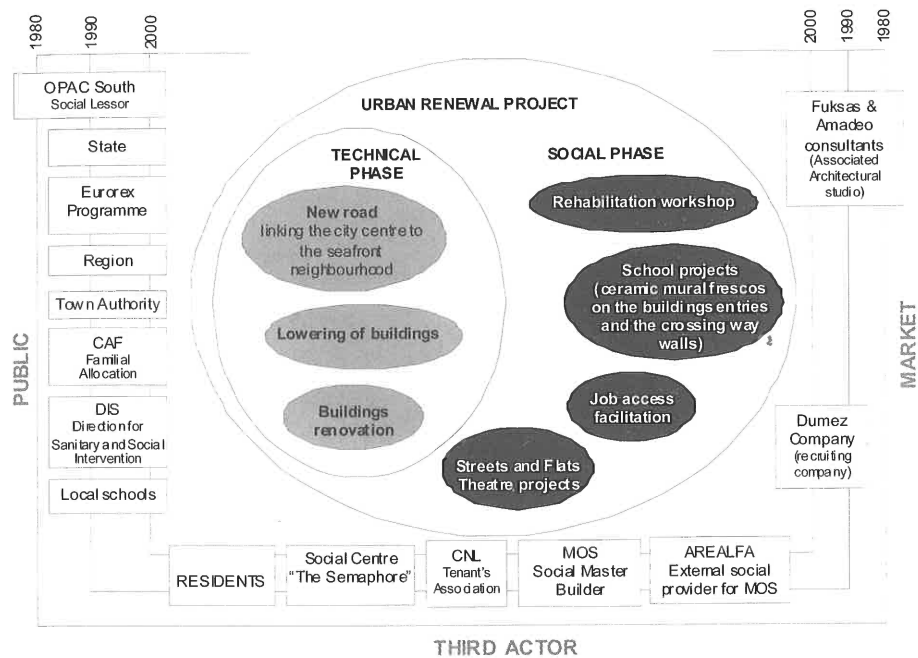 1980
1990
2000
2000
1990
1980
OPAC South
Social Lessor
State
Eurorex
Programme
Region
Town Authority
CAF
Familial
Allocation
DIS
Direction for
Sanitary and Social
Intervention
Local schools
PUBLIC
URBAN RENEWAL PROJECT
TECHNICAL
PHASE
New road
linking the city centre to
the seafront
neighbourhood
Lowering of buildings
Buildings
renovation
SOCIAL PHASE
Rehabilitation workshop
School projects
(ceramic mural frescos
on the buildings entries
and the crossing way
walls)
Job access
facilitation
Streets and Flats
Theatre, projects
Fuksas &
Amadeo
consultants
(Associated
Architectural
studio)
Dumez
Company
(recruiting
company)
MARKET
RESIDENTS
Social Centre
"The Semaphore"
CNL
Tenant's
Association
MOS
Social Master
Builder
AREALFA
External social
provider for MOS
THIRD ACTOR